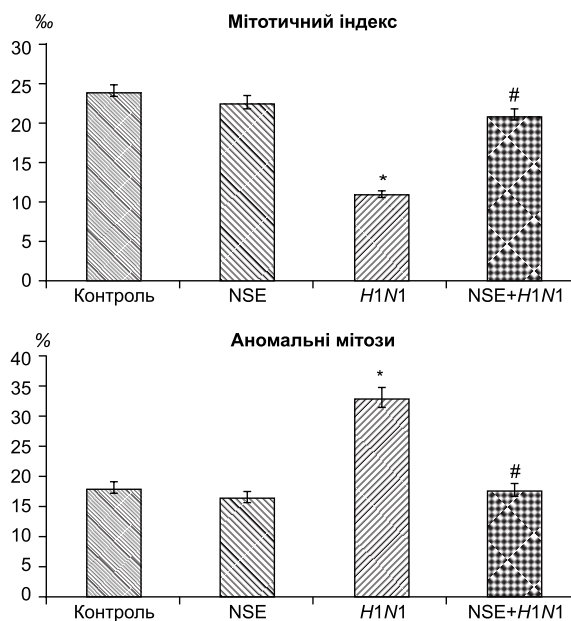 ‰
Мітотичний індекс
30
25
20
15
10
5
0
#
*
Контроль
NSE
H1N1
NSE+H1N1
%
Аномальні мітози
40
35
30
25
20
15
10
5
0
*
#
Контроль
NSE
H1N1
NSE+H1N1